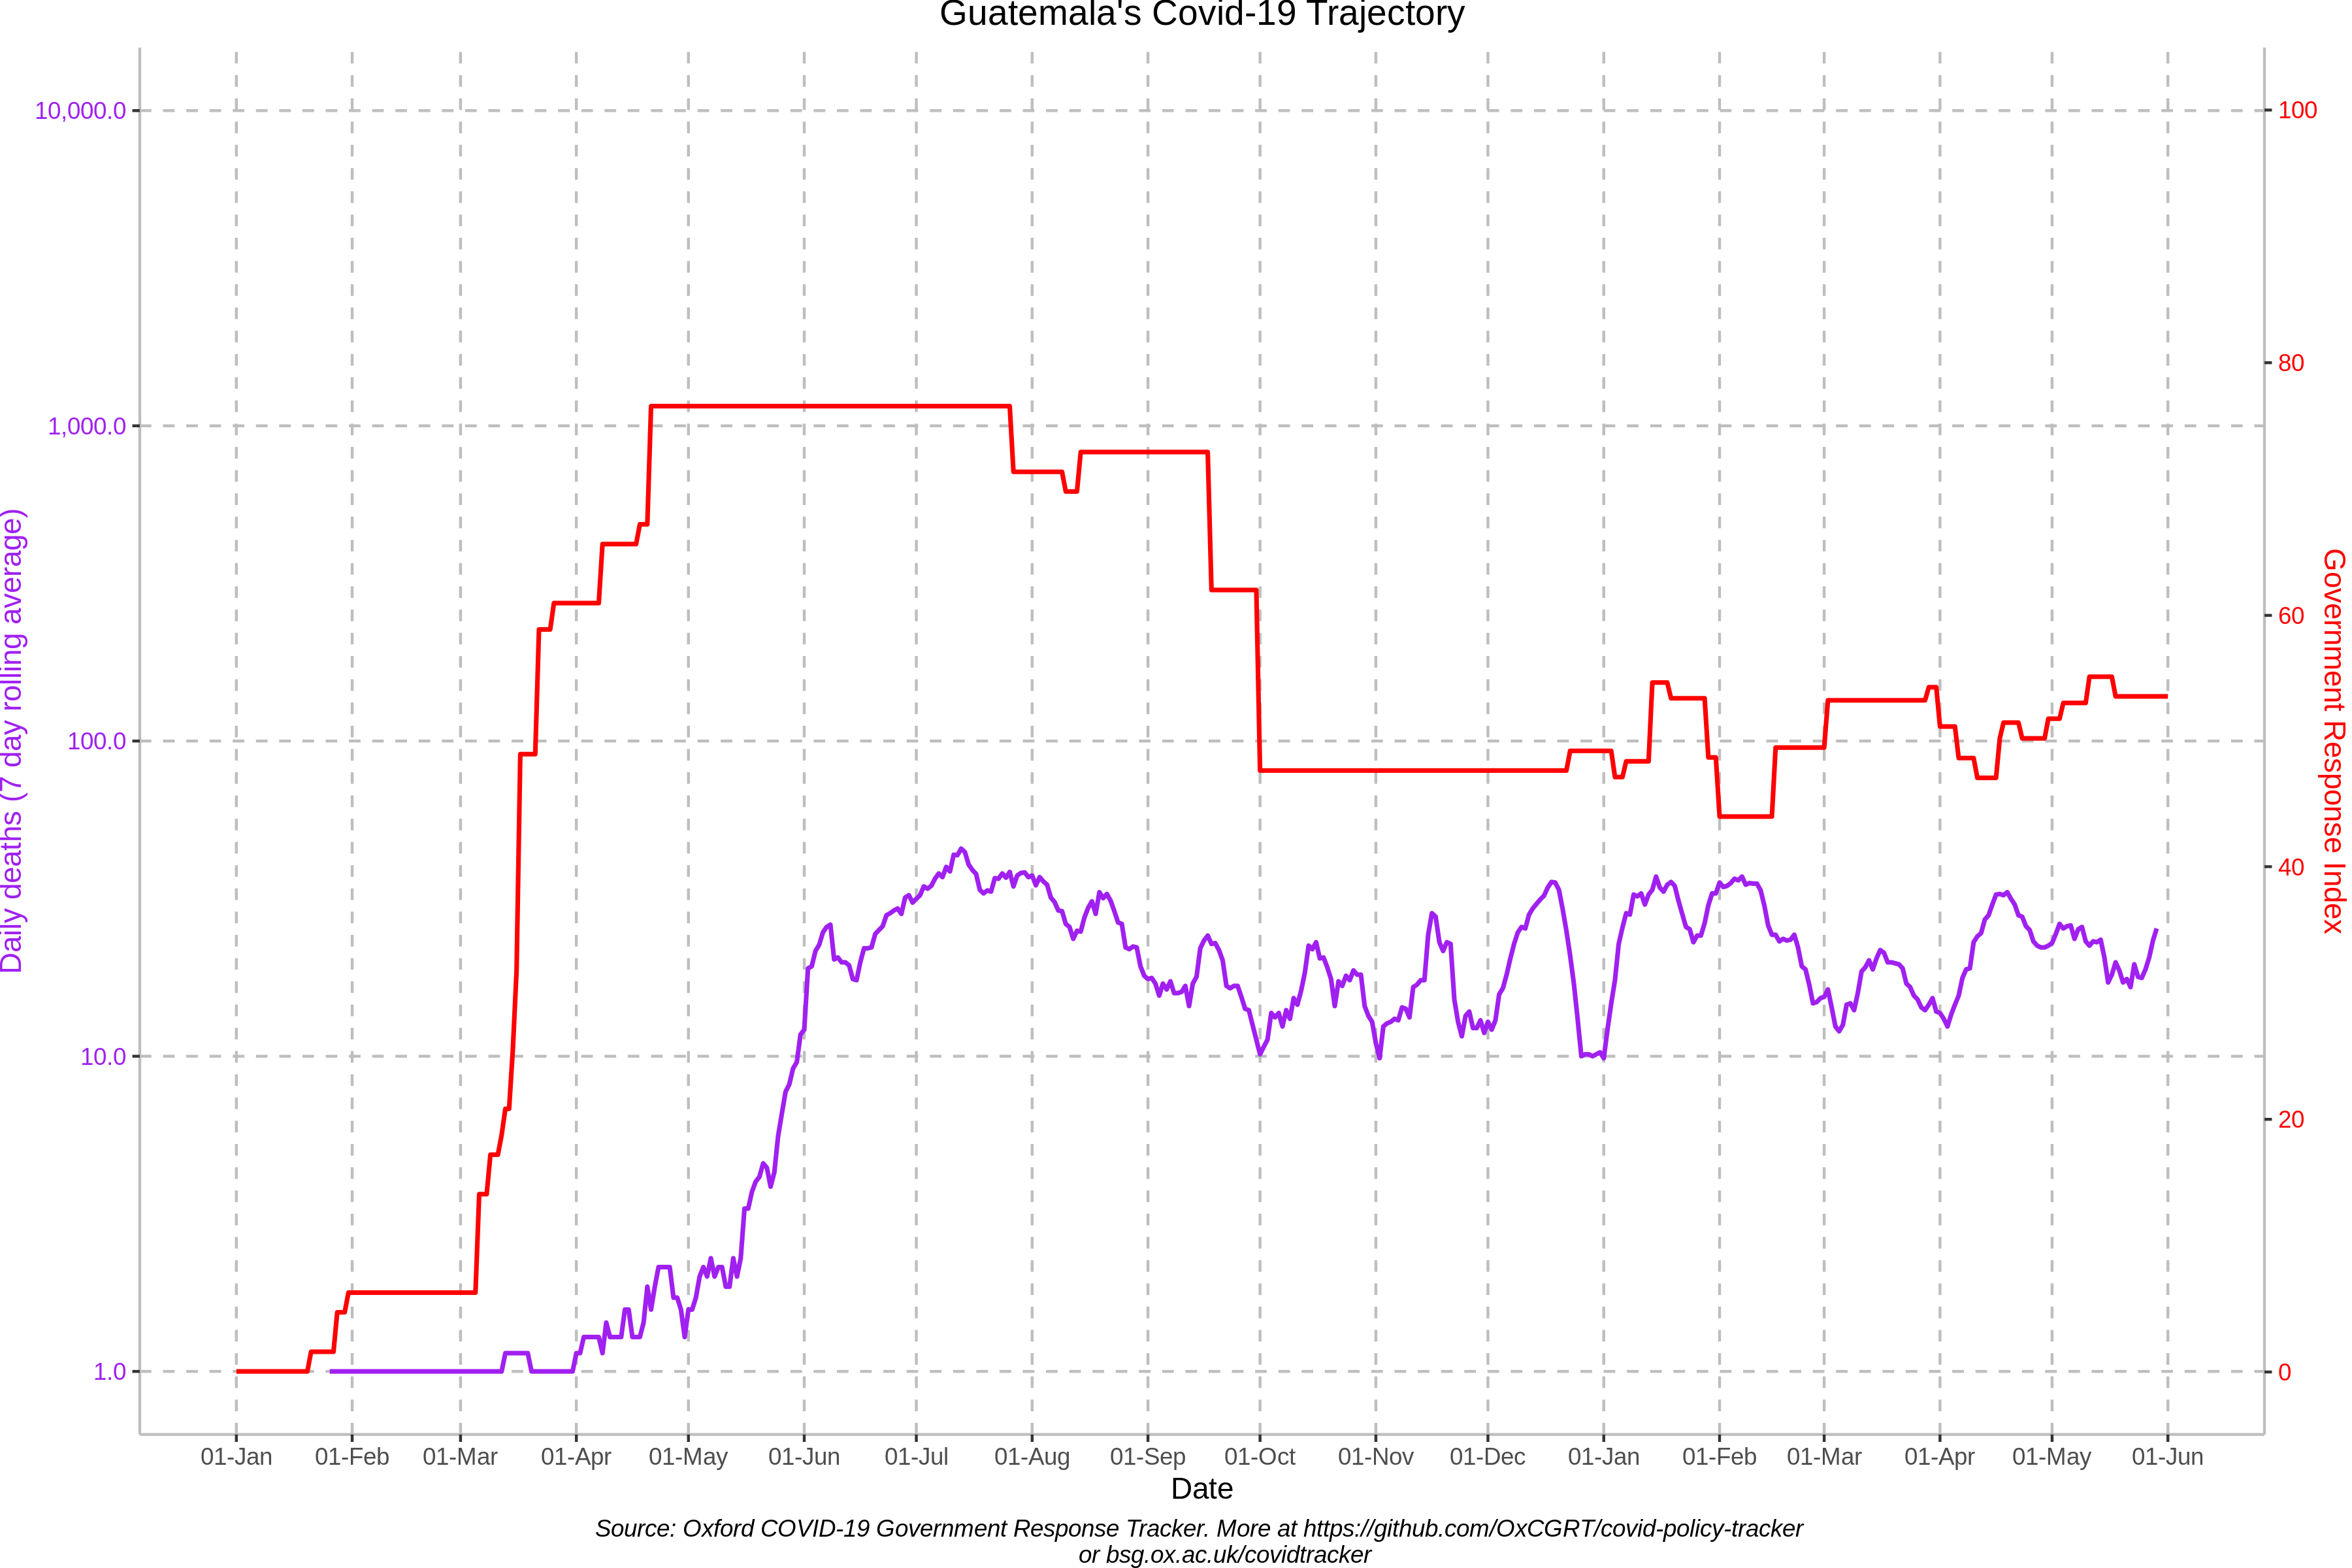 Guatemala's Covid-19 Trajectory
10,000.0
1,000.0
100.0
10.0
1.0
Daily deaths (7 day rolling average)
100
80
60
40
20
0
Government Response Index
01-Jan 01-Feb 01-Mar 01-Apr 01-May 01-Jun 01-Jul 01-Aug 01-Sep 01-Oct 01-Nov 01-Dec 01-Jan 01-Feb 01-Mar 01-Apr 01-May 01-Jun
Date
Source: Oxford COVID-19 Government Response Tracker. More at https://github.com/OxCGRT/covid-policy-tracker
or bsg.ox.ac.uk/covidtracker